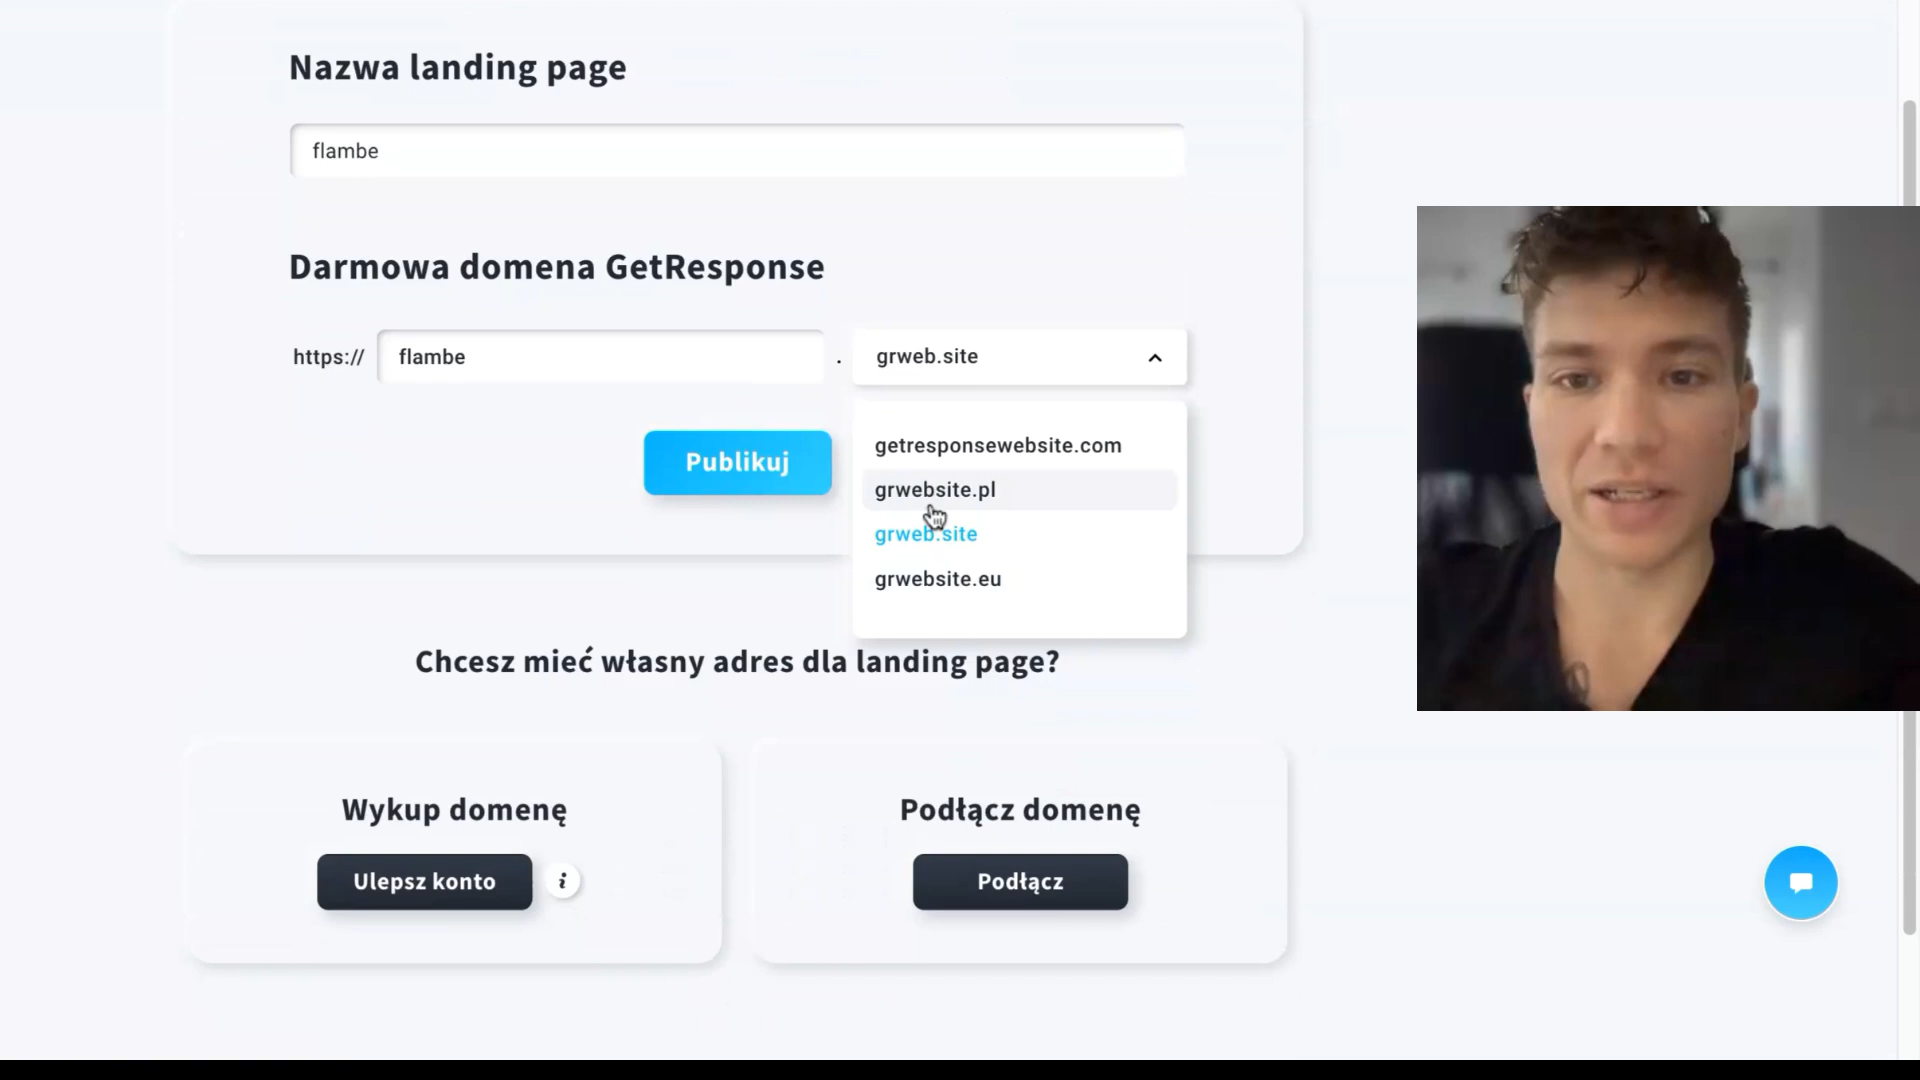 Nazwa landing page
flambe
Darmowa domena GetResponse
https:// flambe . grweb.site
getresponsewebsite.com
Publikuj
grwebsite.pl
grweb.site
grwebsite.eu
Chcesz mieć własny adres dla landing page?
Wykup domenę
Ulepsz konto i
Podłącz domenę
Podłącz